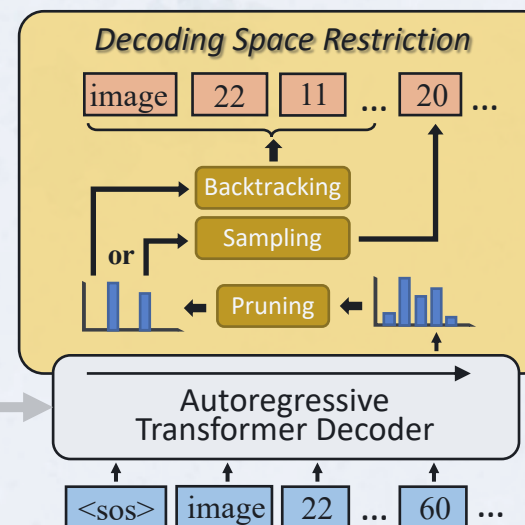 Decoding Space Restriction
image 22 11 ... 20 ...
Backtracking
or Sampling
Pruning
Autoregressive
Transformer Decoder
<sos> image 22 ... 60 ...